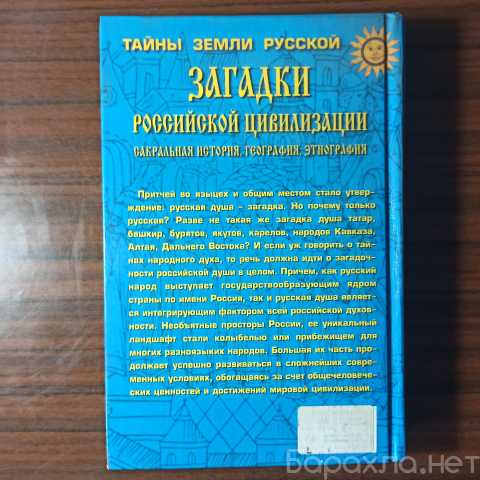 ТАЙНЫ ЗЕМЛИ РУССКОЙ
ЗАГАДКИ
РОССИЙСКОЙ ЦИВИЛИЗАЦИИ
САКРАЛЬНАЯ ИСТОРИЯ, ГЕОГРАФИЯ, ЭТНОГРАФИЯ
Притчей во языцех и общим местом стало утвер-
ждение: русская душа – загадка. Но почему только
русская? Разве не такая же загадка душа татар,
башкир, бурятов, якутов, карелов, народов Кавказа,
Алтая, Дальнего Востока? И если уж говорить о тай-
нах народного духа, то речь должна идти о загадоч-
ности российской души в целом. Причем, как русский
народ выступает государствообразующим ядром
страны по имени Россия, так и русская душа являет-
ся интегрирующим фактором всей российской духов-
ности. Необъятные просторы России, ее уникальный
ландшафт стали колыбелью или прибежищем для
многих разноязыких народов. Большая их часть про-
должает успешно развиваться в сложнейших совре-
менных условиях, обогащаясь за счет общечеловече-
ских ценностей и достижений мировой цивилизации.
Барахла.нет